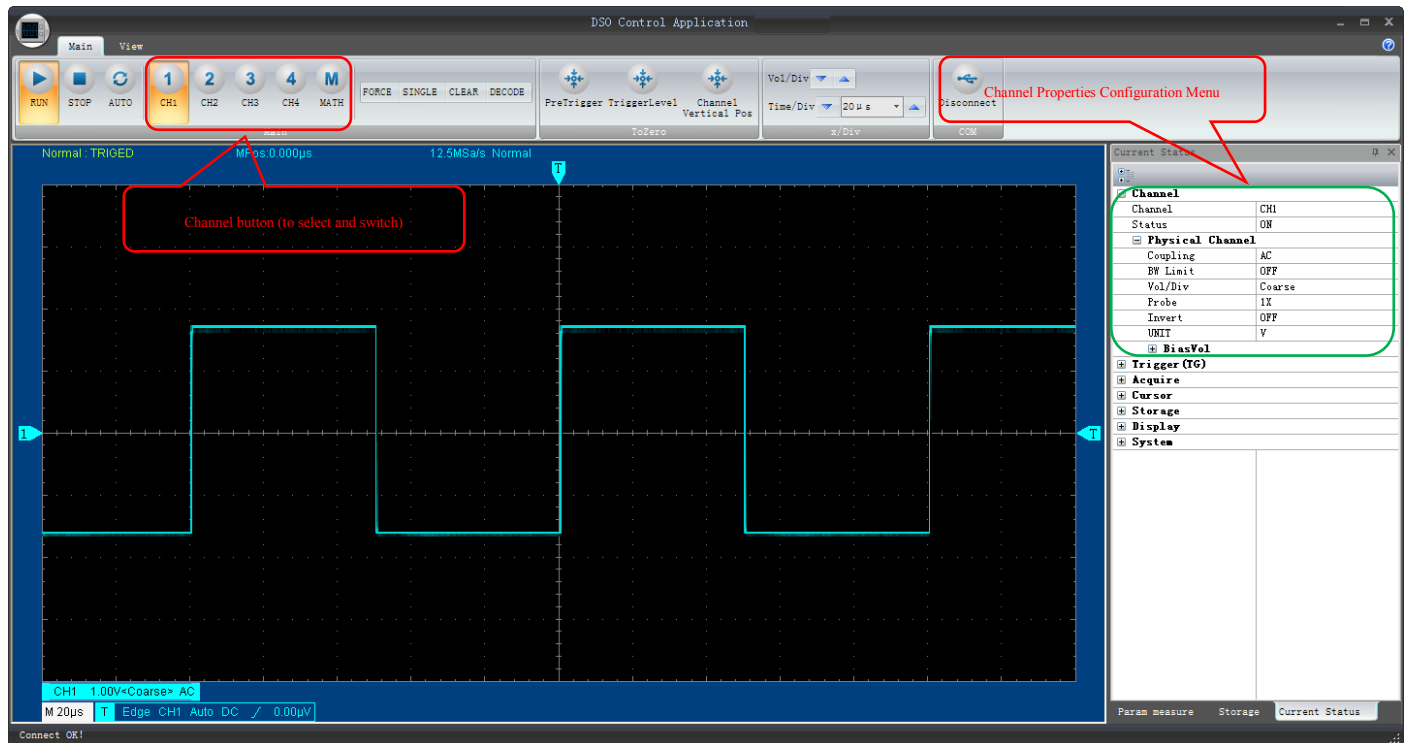 DSO Control Application
Main View
1 2 3 4 M
RUN STOP AUTO CH1 CH2 CH3 CH4 MATH
FORCE SINGLE CLEAR DECODE
PreTrigger TriggerLevel Channel Vertical Pos
Vol/Div
Time/Div 20μs
Disconnect
Main ToZero x/Div COM
Channel Properties Configuration Menu
Normal : TRIGED MPos:0.000μs 12.5MSa/s Normal
T
Channel button (to select and switch)
1
T
CH1 1.00V<Coarse> AC
M 20μs T Edge CH1 Auto DC 0.00μV
Current Status
Channel
Channel CH1
Status ON
Physical Channel
Coupling AC
BW Limit OFF
Vol/Div Coarse
Probe 1X
Invert OFF
UNIT V
BiasVol
Trigger(TG)
Acquire
Cursor
Storage
Display
System
Param measure Storage Current Status
Connect OK!